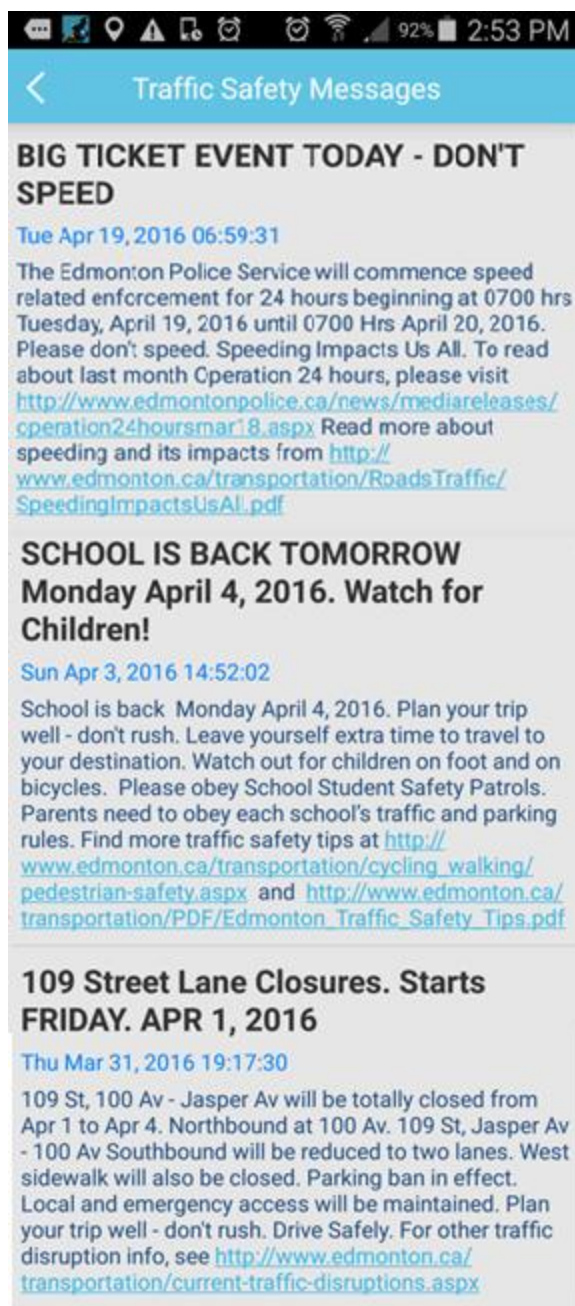 92% 2:53 PM
Traffic Safety Messages
BIG TICKET EVENT TODAY - DON'T
SPEED
Tue Apr 19, 2016 06:59:31
The Edmonton Police Service will commence speed
related enforcement for 24 hours beginning at 0700 hrs
Tuesday, April 19, 2016 until 0700 Hrs April 20, 2016.
Please don't speed. Speeding Impacts Us All. To read
about last month Operation 24 hours, please visit
http://www.edmontonpolice.ca/news/mediareleases/
operation24hoursmar18.aspx Read more about
speeding and its impacts from http://
www.edmonton.ca/transportation/RoadsTraffic/
SpeedingImpactsUsAll.pdf
SCHOOL IS BACK TOMORROW
Monday April 4, 2016. Watch for
Children!
Sun Apr 3, 2016 14:52:02
School is back Monday April 4, 2016. Plan your trip
well - don't rush. Leave yourself extra time to travel to
your destination. Watch out for children on foot and on
bicycles. Please obey School Student Safety Patrols.
Parents need to obey each school's traffic and parking
rules. Find more traffic safety tips at http://
www.edmonton.ca/transportation/cycling_walking/
pedestrian-safety.aspx and http://www.edmonton.ca/
transportation/PDF/Edmonton_Traffic_Safety_Tips.pdf
109 Street Lane Closures. Starts
FRIDAY. APR 1, 2016
Thu Mar 31, 2016 19:17:30
109 St, 100 Av - Jasper Av will be totally closed from
Apr 1 to Apr 4. Northbound at 100 Av. 109 St, Jasper Av
- 100 Av Southbound will be reduced to two lanes. West
sidewalk will also be closed. Parking ban in effect.
Local and emergency access will be maintained. Plan
your trip well - don't rush. Drive Safely. For other traffic
disruption info, see http://www.edmonton.ca/
transportation/current-traffic-disruptions.aspx